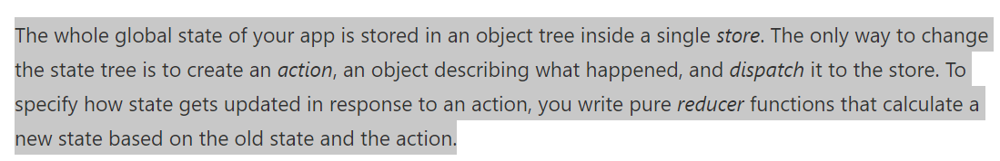 The whole global state of your app is stored in an object tree inside a single store. The only way to change
the state tree is to create an action, an object describing what happened, and dispatch it to the store. To
specify how state gets updated in response to an action, you write pure reducer functions that calculate a
new state based on the old state and the action.